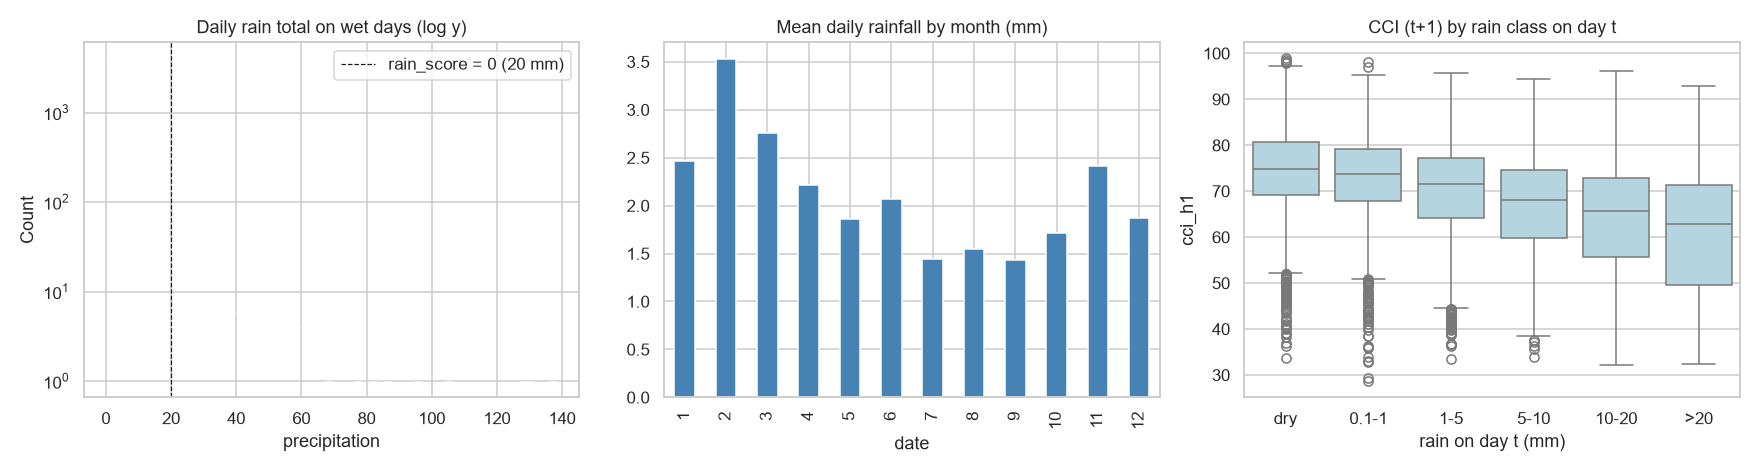 Daily rain total on wet days (log y)
rain_score = 0 (20 mm)
10³
10²
10¹
10⁰
Count
0 20 40 60 80 100 120 140
precipitation
Mean daily rainfall by month (mm)
3.5
3.0
2.5
2.0
1.5
1.0
0.5
0.0
1 2 3 4 5 6 7 8 9 10 11 12
date
CCI (t+1) by rain class on day t
100
90
80
70
60
50
40
30
cci_h1
dry 0.1-1 1-5 5-10 10-20 >20
rain on day t (mm)